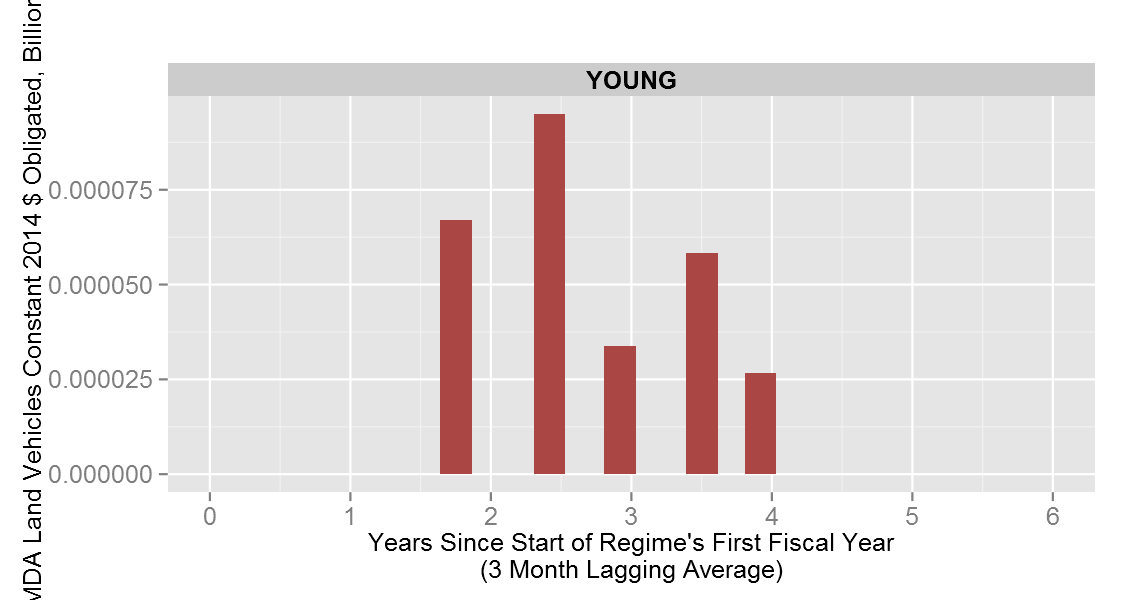 YOUNG
MDA Land Vehicles Constant 2014 $ Obligated,
0.000075
0.000050
0.000025
0.000000
0 1 2 3 4 5 6
Years Since Start of Regime's First Fiscal Year
(3 Month Lagging Average)